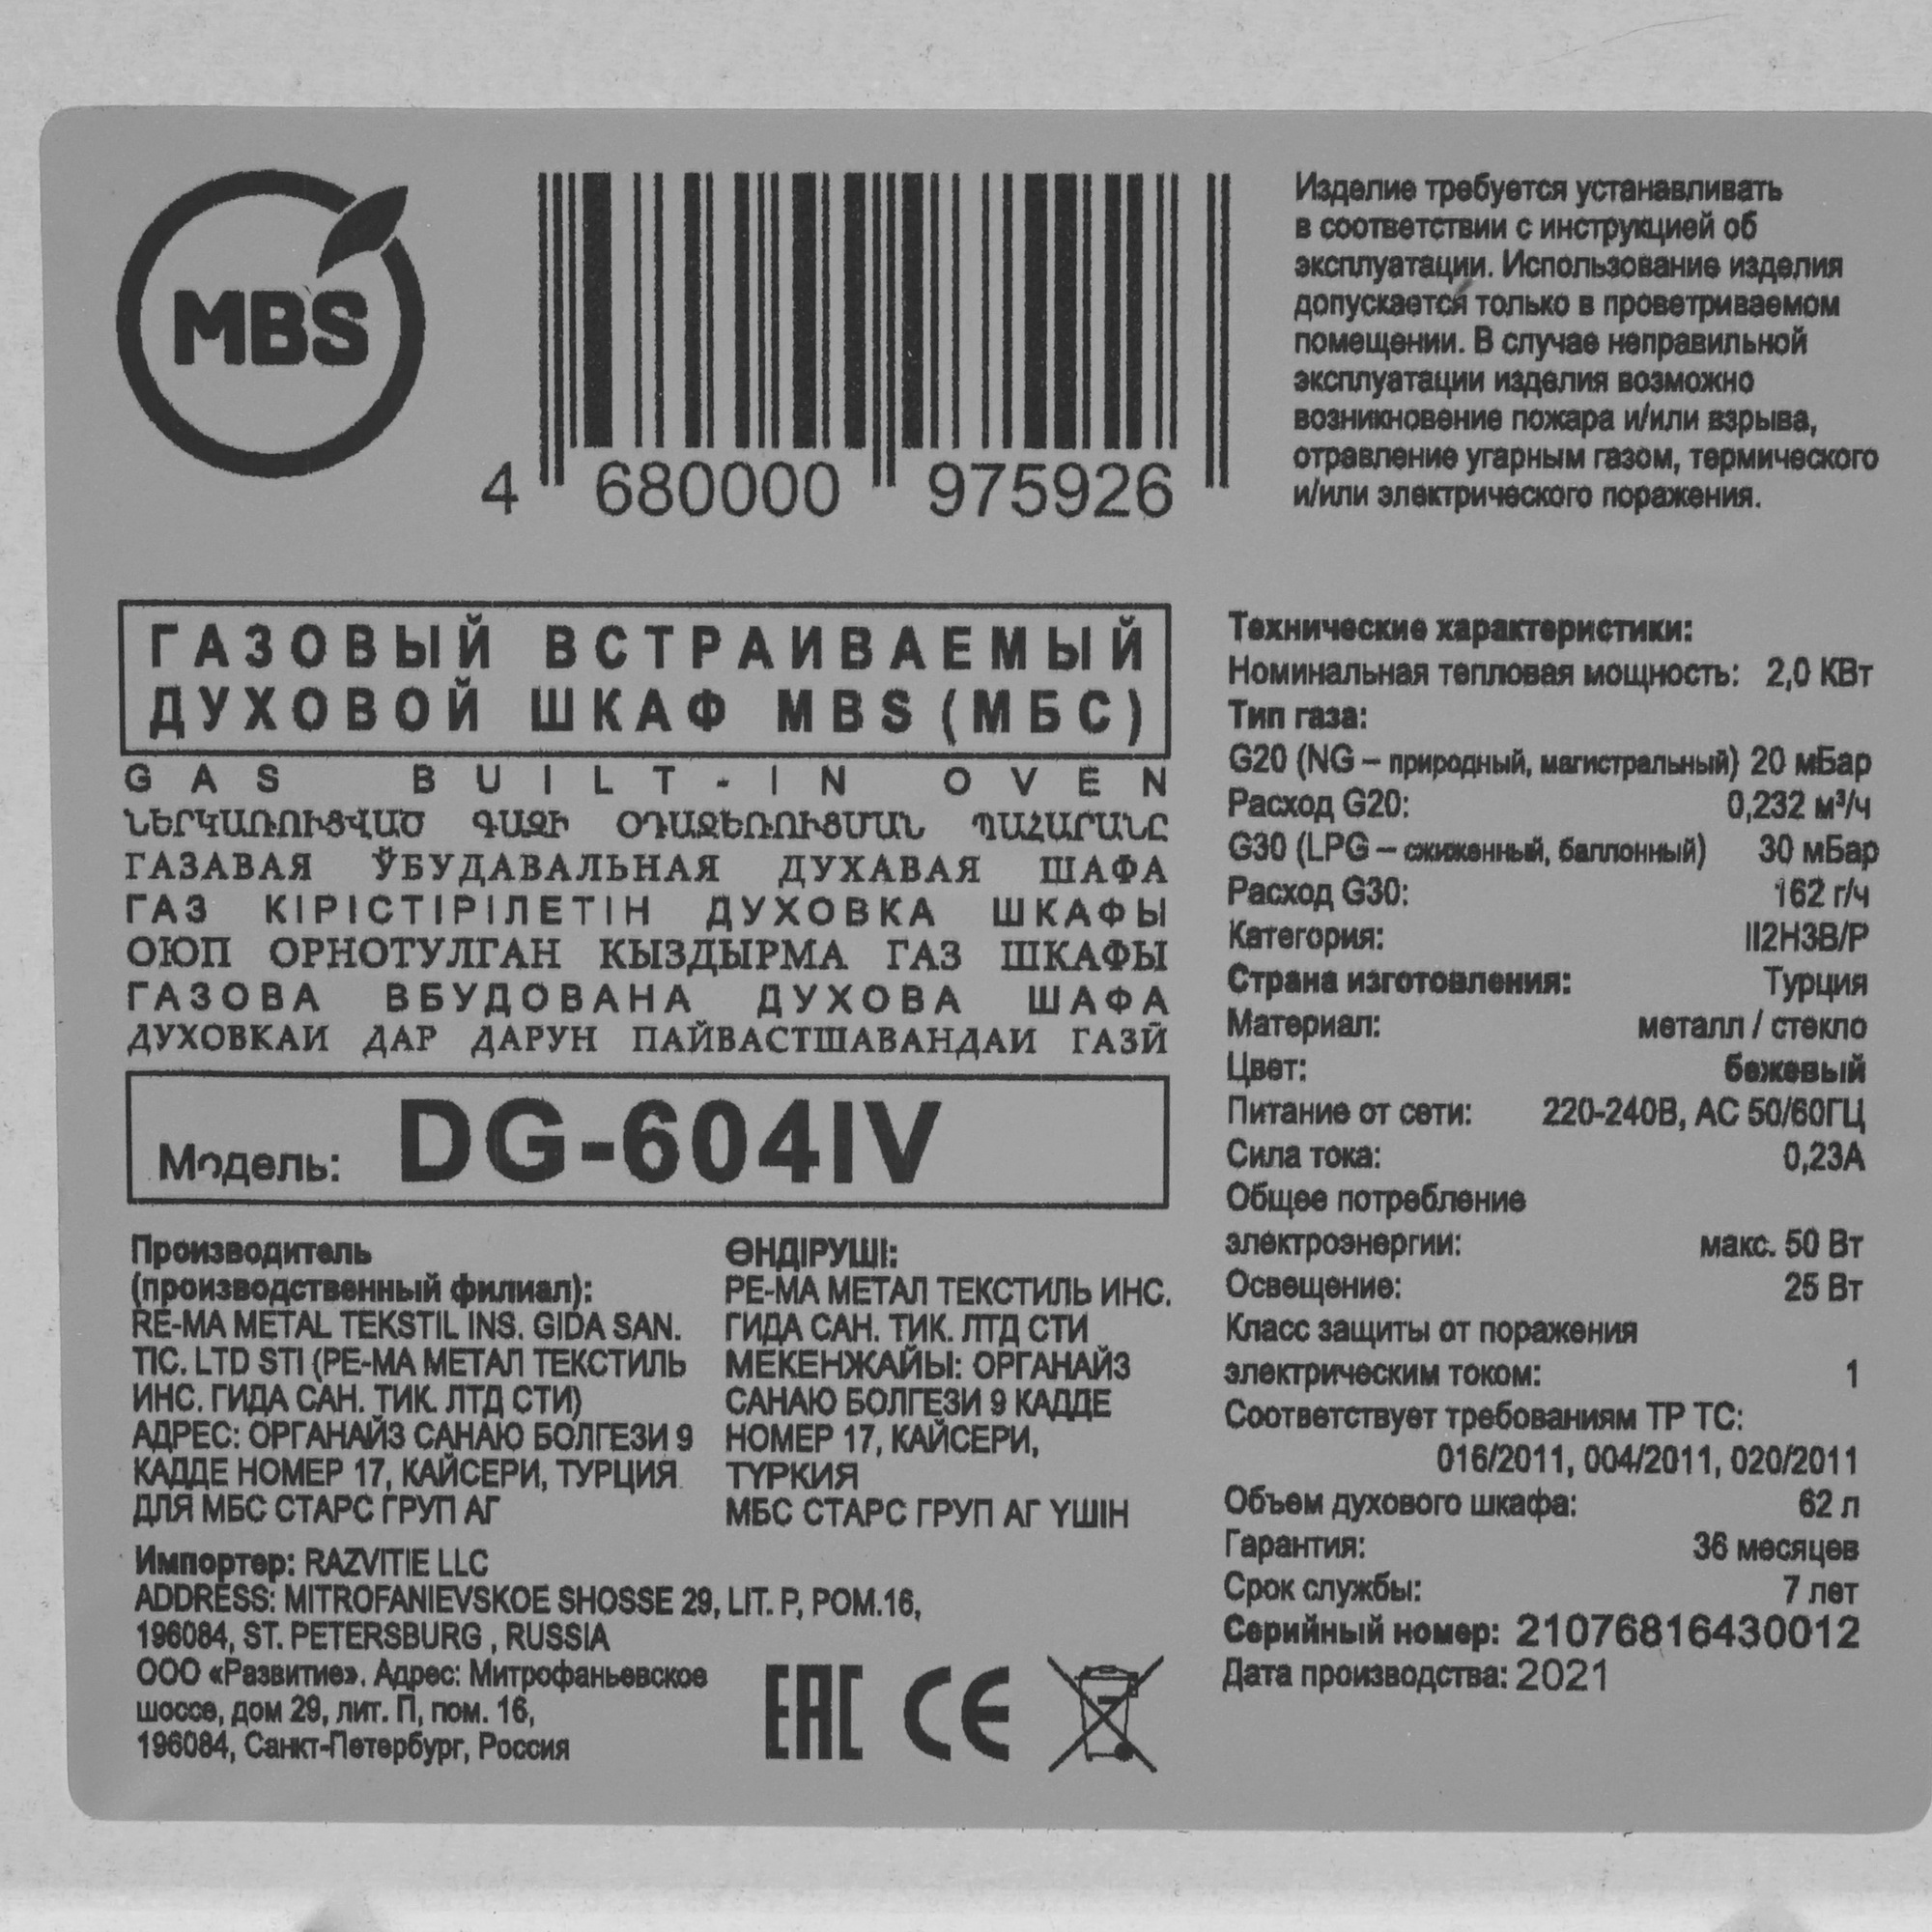 MBS
4 680000 975926
Изделие требуется устанавливать
в соответствии с инструкцией об
эксплуатации. Использование изделия
допускается только в проветриваемом
помещении. В случае неправильной
эксплуатации изделия возможно
возникновение пожара и/или взрыва,
отравление угарным газом, термического
и/или электрического поражения.
ГАЗОВЫЙ ВСТРАИВАЕМЫЙ
ДУХОВОЙ ШКАФ MBS (МБС)
GAS BUILT-IN OVEN
ՆԵՐԿԱՌՈՒՑՎԱԾ ԳԱԶԻ ՕԴԱՋԵՌՈՒՑՄԱՆ ՊԱՀԱՐԱՆԸ
ГАЗАВАЯ ЎБУДАВАЛЬНАЯ ДУХАВАЯ ШАФА
ГАЗ КІРІСТІРІЛЕТІН ДУХОВКА ШКАФЫ
ОЮП ОРНОТУЛГАН КЫЗДЫРМА ГАЗ ШКАФЫ
ГАЗОВА ВБУДОВАНА ДУХОВА ШАФА
ДУХОВКАИ ДАР ДАРУН ПАЙВАСТШАВАНДАИ ГАЗӢ
Модель: DG-604IV
Производитель
(производственный филиал):
RE-MA METAL TEKSTIL INS. GIDA SAN.
TIC. LTD STI (РЕ-МА МЕТАЛ ТЕКСТИЛЬ
ИНС. ГИДА САН. ТИК. ЛТД СТИ)
АДРЕС: ОРГАНАЙЗ САНАЮ БОЛГЕЗИ 9
КАДДЕ НОМЕР 17, КАЙСЕРИ, ТУРЦИЯ
ДЛЯ МБС СТАРС ГРУП АГ
ӨНДІРУШІ:
РЕ-МА МЕТАЛ ТЕКСТИЛЬ ИНС.
ГИДА САН. ТИК. ЛТД СТИ
МЕКЕНЖАЙЫ: ОРГАНАЙЗ
САНАЮ БОЛГЕЗИ 9 КАДДЕ
НОМЕР 17, КАЙСЕРИ,
ТҮРКИЯ
МБС СТАРС ГРУП АГ ҮШІН
Импортер: RAZVITIE LLC
ADDRESS: MITROFANIEVSKOE SHOSSE 29, LIT. P, POM.16,
196084, ST. PETERSBURG , RUSSIA
ООО «Развитие». Адрес: Митрофаньевское
шоссе, дом 29, лит. П, пом. 16,
196084, Санкт-Петербург, Россия
EAC CE
Технические характеристики:
Номинальная тепловая мощность: 2,0 КВт
Тип газа:
G20 (NG – природный, магистральный) 20 мБар
Расход G20: 0,232 м³/ч
G30 (LPG – сжиженный, баллонный) 30 мБар
Расход G30: 162 г/ч
Категория: II2H3B/P
Страна изготовления: Турция
Материал: металл / стекло
Цвет: бежевый
Питание от сети: 220-240В, АС 50/60ГЦ
Сила тока: 0,23А
Общее потребление
электроэнергии: макс. 50 Вт
Освещение: 25 Вт
Класс защиты от поражения
электрическим током: 1
Соответствует требованиям ТР ТС:
016/2011, 004/2011, 020/2011
Объем духового шкафа: 62 л
Гарантия: 36 месяцев
Срок службы: 7 лет
Серийный номер: 21076816430012
Дата производства: 2021